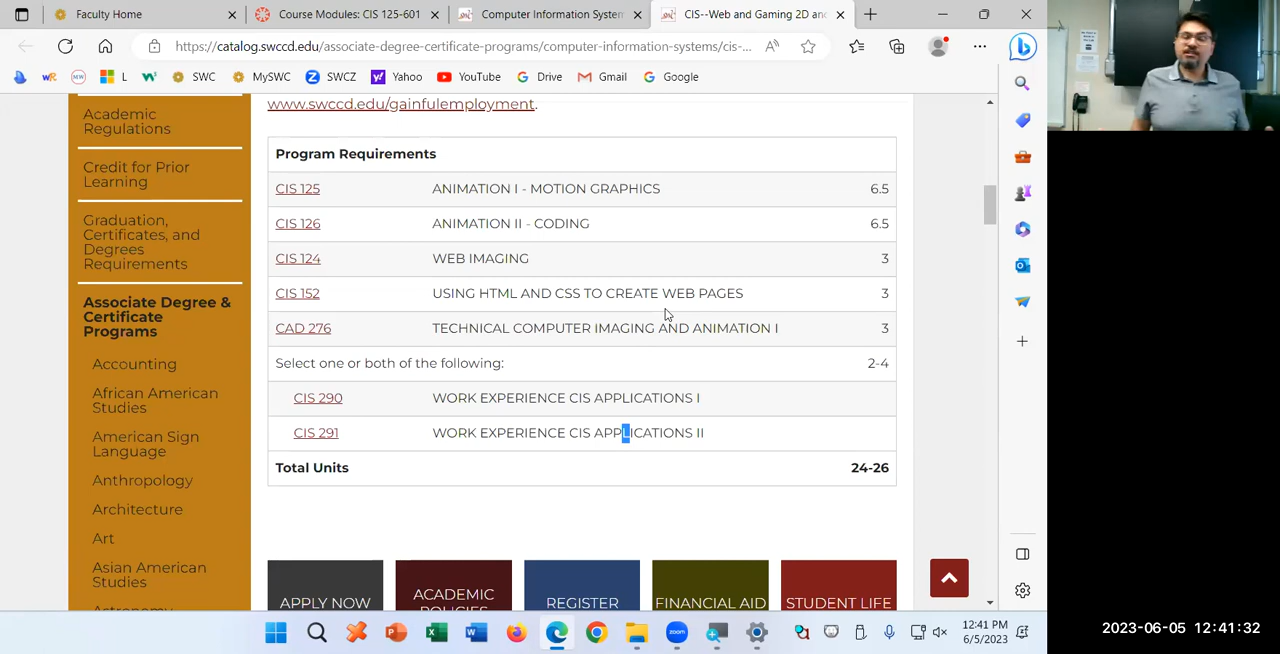 Faculty Home
Course Modules: CIS 125-601
Computer Information System
CIS--Web and Gaming 2D and
https://catalog.swccd.edu/associate-degree-certificate-programs/computer-information-systems/cis-...
L
SWC
MySWC
SWCZ
Yahoo
YouTube
Drive
Gmail
Google
Academic
Regulations
Credit for Prior
Learning
Graduation,
Certificates, and
Degrees
Requirements
Associate Degree &
Certificate
Programs
Accounting
African American
Studies
American Sign
Language
Anthropology
Architecture
Art
Asian American
Studies
Astronomy
www.swccd.edu/gainfulemployment.
Program Requirements
CIS 125 ANIMATION I - MOTION GRAPHICS 6.5
CIS 126 ANIMATION II - CODING 6.5
CIS 124 WEB IMAGING 3
CIS 152 USING HTML AND CSS TO CREATE WEB PAGES 3
CAD 276 TECHNICAL COMPUTER IMAGING AND ANIMATION I 3
Select one or both of the following: 2-4
CIS 290 WORK EXPERIENCE CIS APPLICATIONS I
CIS 291 WORK EXPERIENCE CIS APPLICATIONS II
Total Units 24-26
APPLY NOW
ACADEMIC
POLICIES
REGISTER
FINANCIAL AID
STUDENT LIFE
zoom
12:41 PM
6/5/2023
2023-06-05 12:41:32